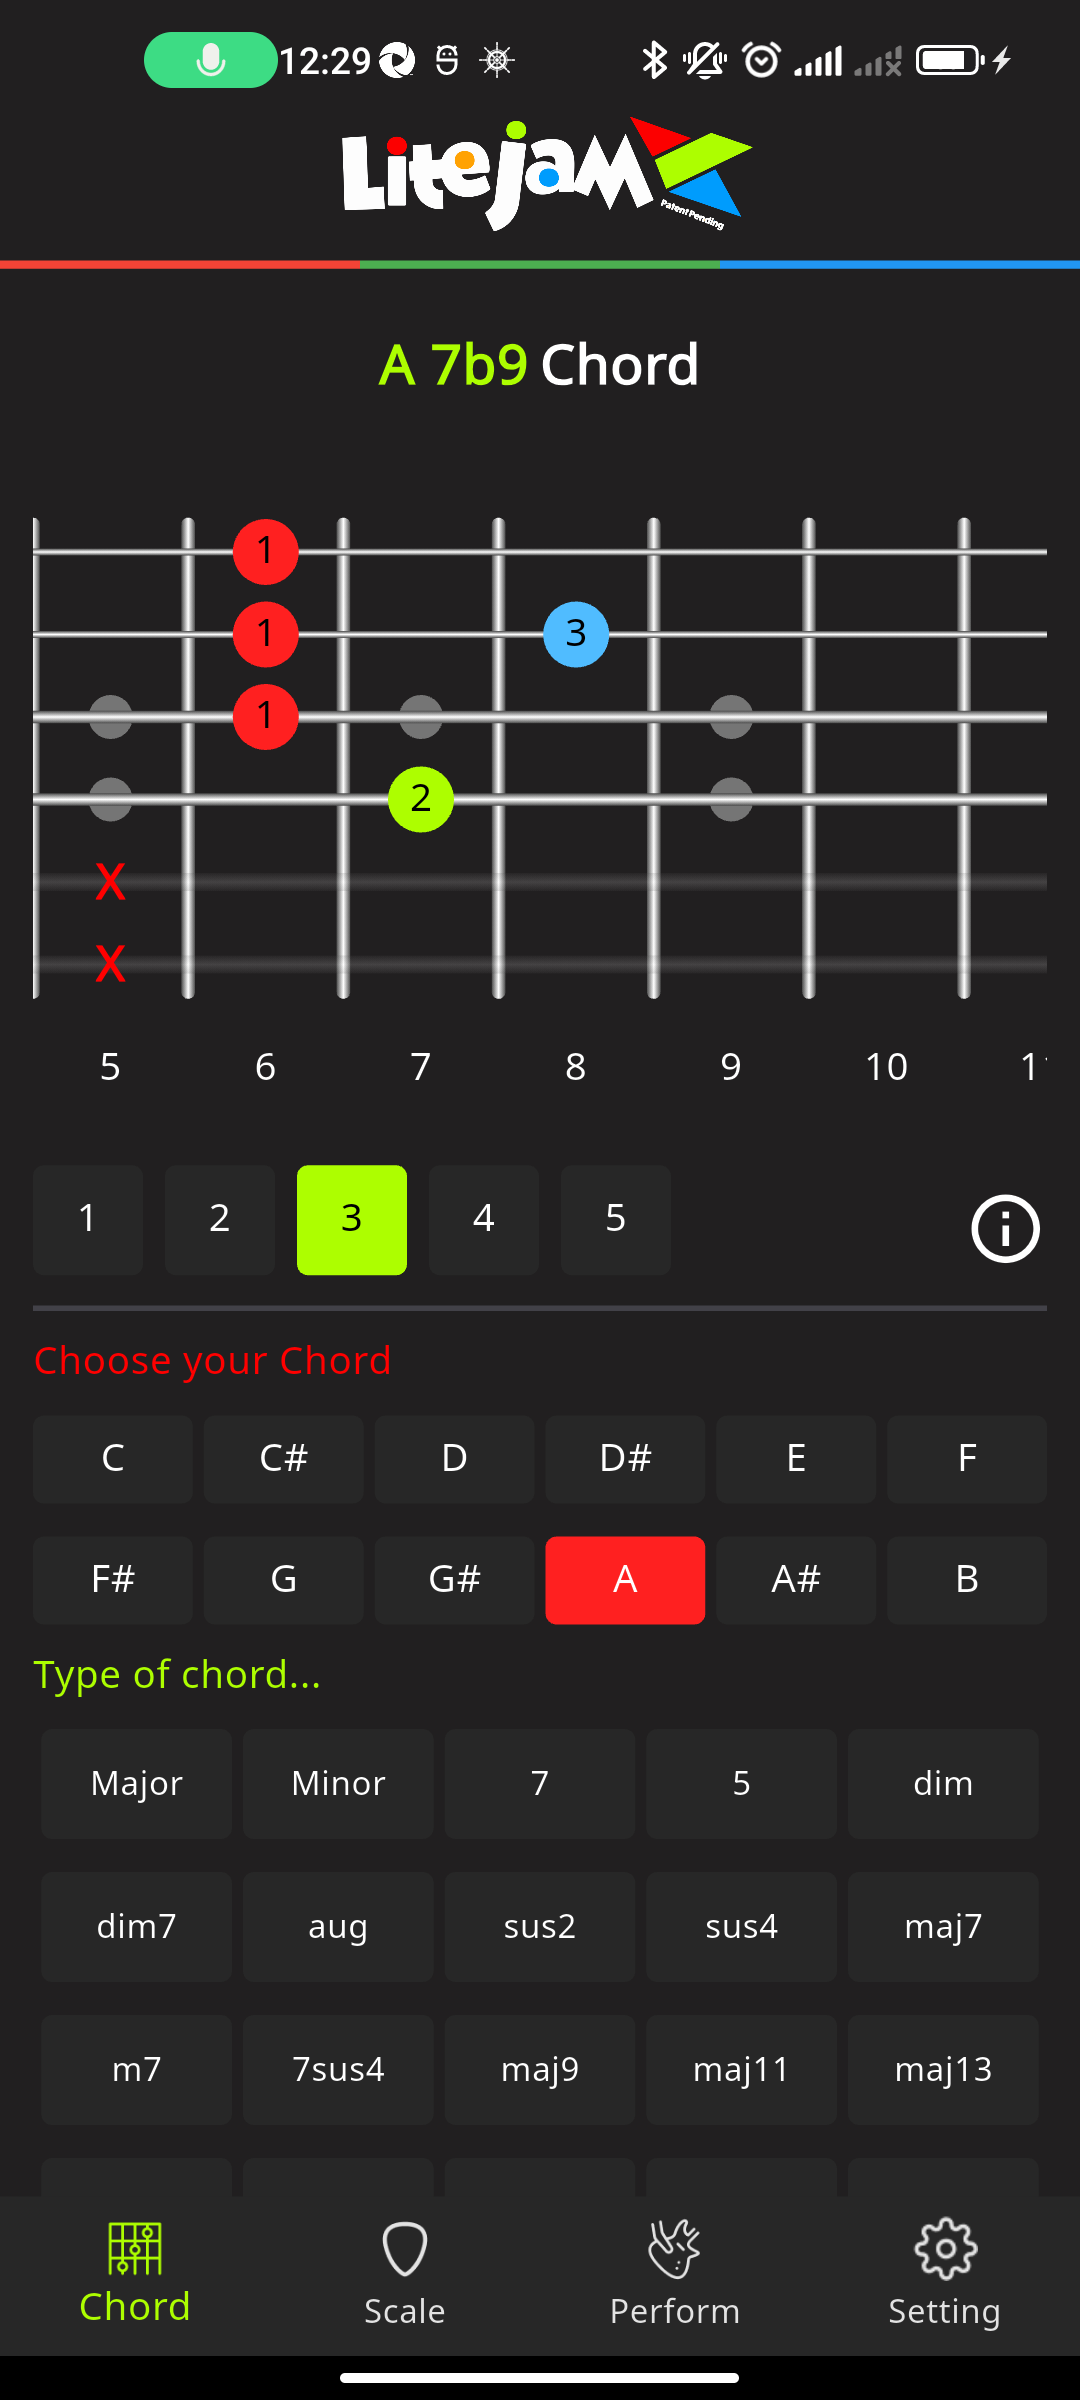 12:29
Litejam
Patent Pending
A 7b9 Chord
1
1 3
1
2
X
X
5 6 7 8 9 10
1 2 3 4 5
Choose your Chord
C C# D D# E F
F# G G# A A# B
Type of chord...
Major Minor 7 5 dim
dim7 aug sus2 sus4 maj7
m7 7sus4 maj9 maj11 maj13
Chord Scale Perform Setting